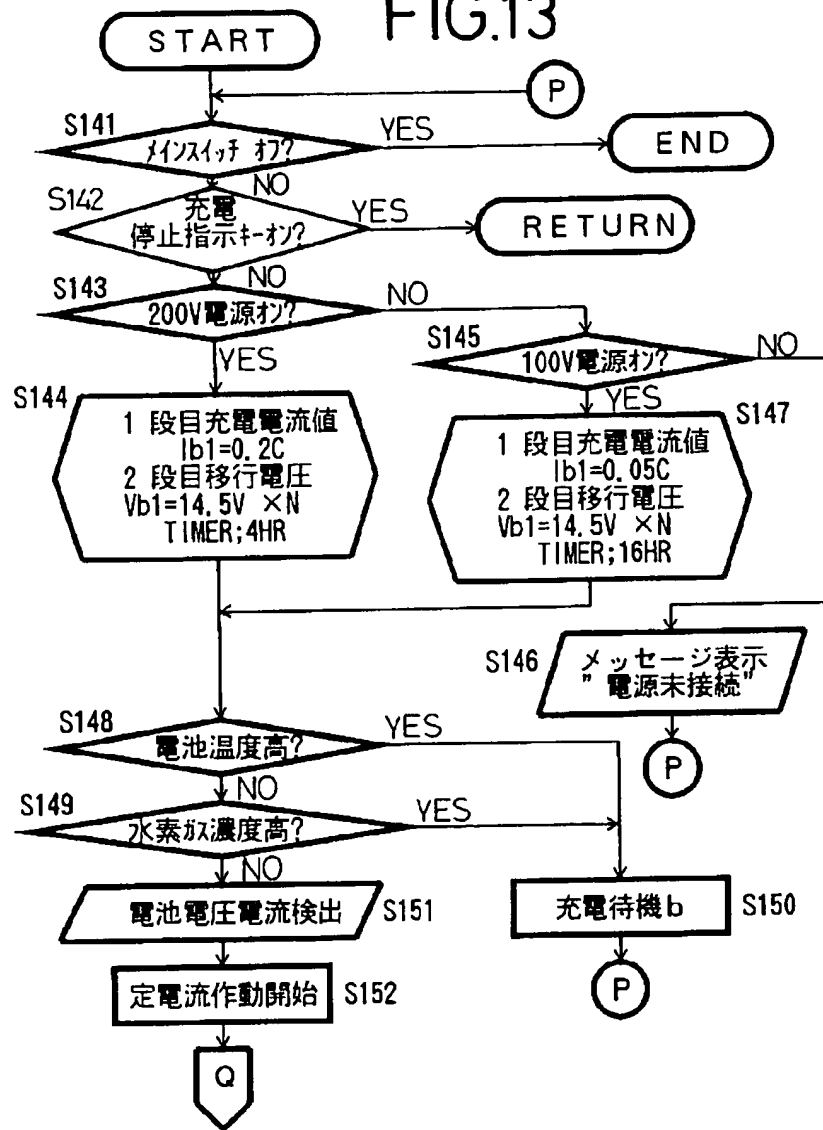 FIG.13
START
P
S141
メインスイッチ オフ?
YES
END
NO
S142
充電
停止指示キーオン?
YES
RETURN
NO
S143
200V電源オン?
NO
YES
S145
100V電源オン?
NO
YES
S144
1 段目充電電流値
Ib1=0.2C
2 段目移行電圧
Vb1=14.5V ×N
TIMER;4HR
S147
1 段目充電電流値
Ib1=0.05C
2 段目移行電圧
Vb1=14.5V ×N
TIMER;16HR
S146
メッセージ表示
"電源未接続"
P
S148
電池温度高?
YES
NO
S149
水素ガス濃度高?
YES
NO
電池電圧電流検出
S151
充電待機b
S150
P
定電流作動開始
S152
Q